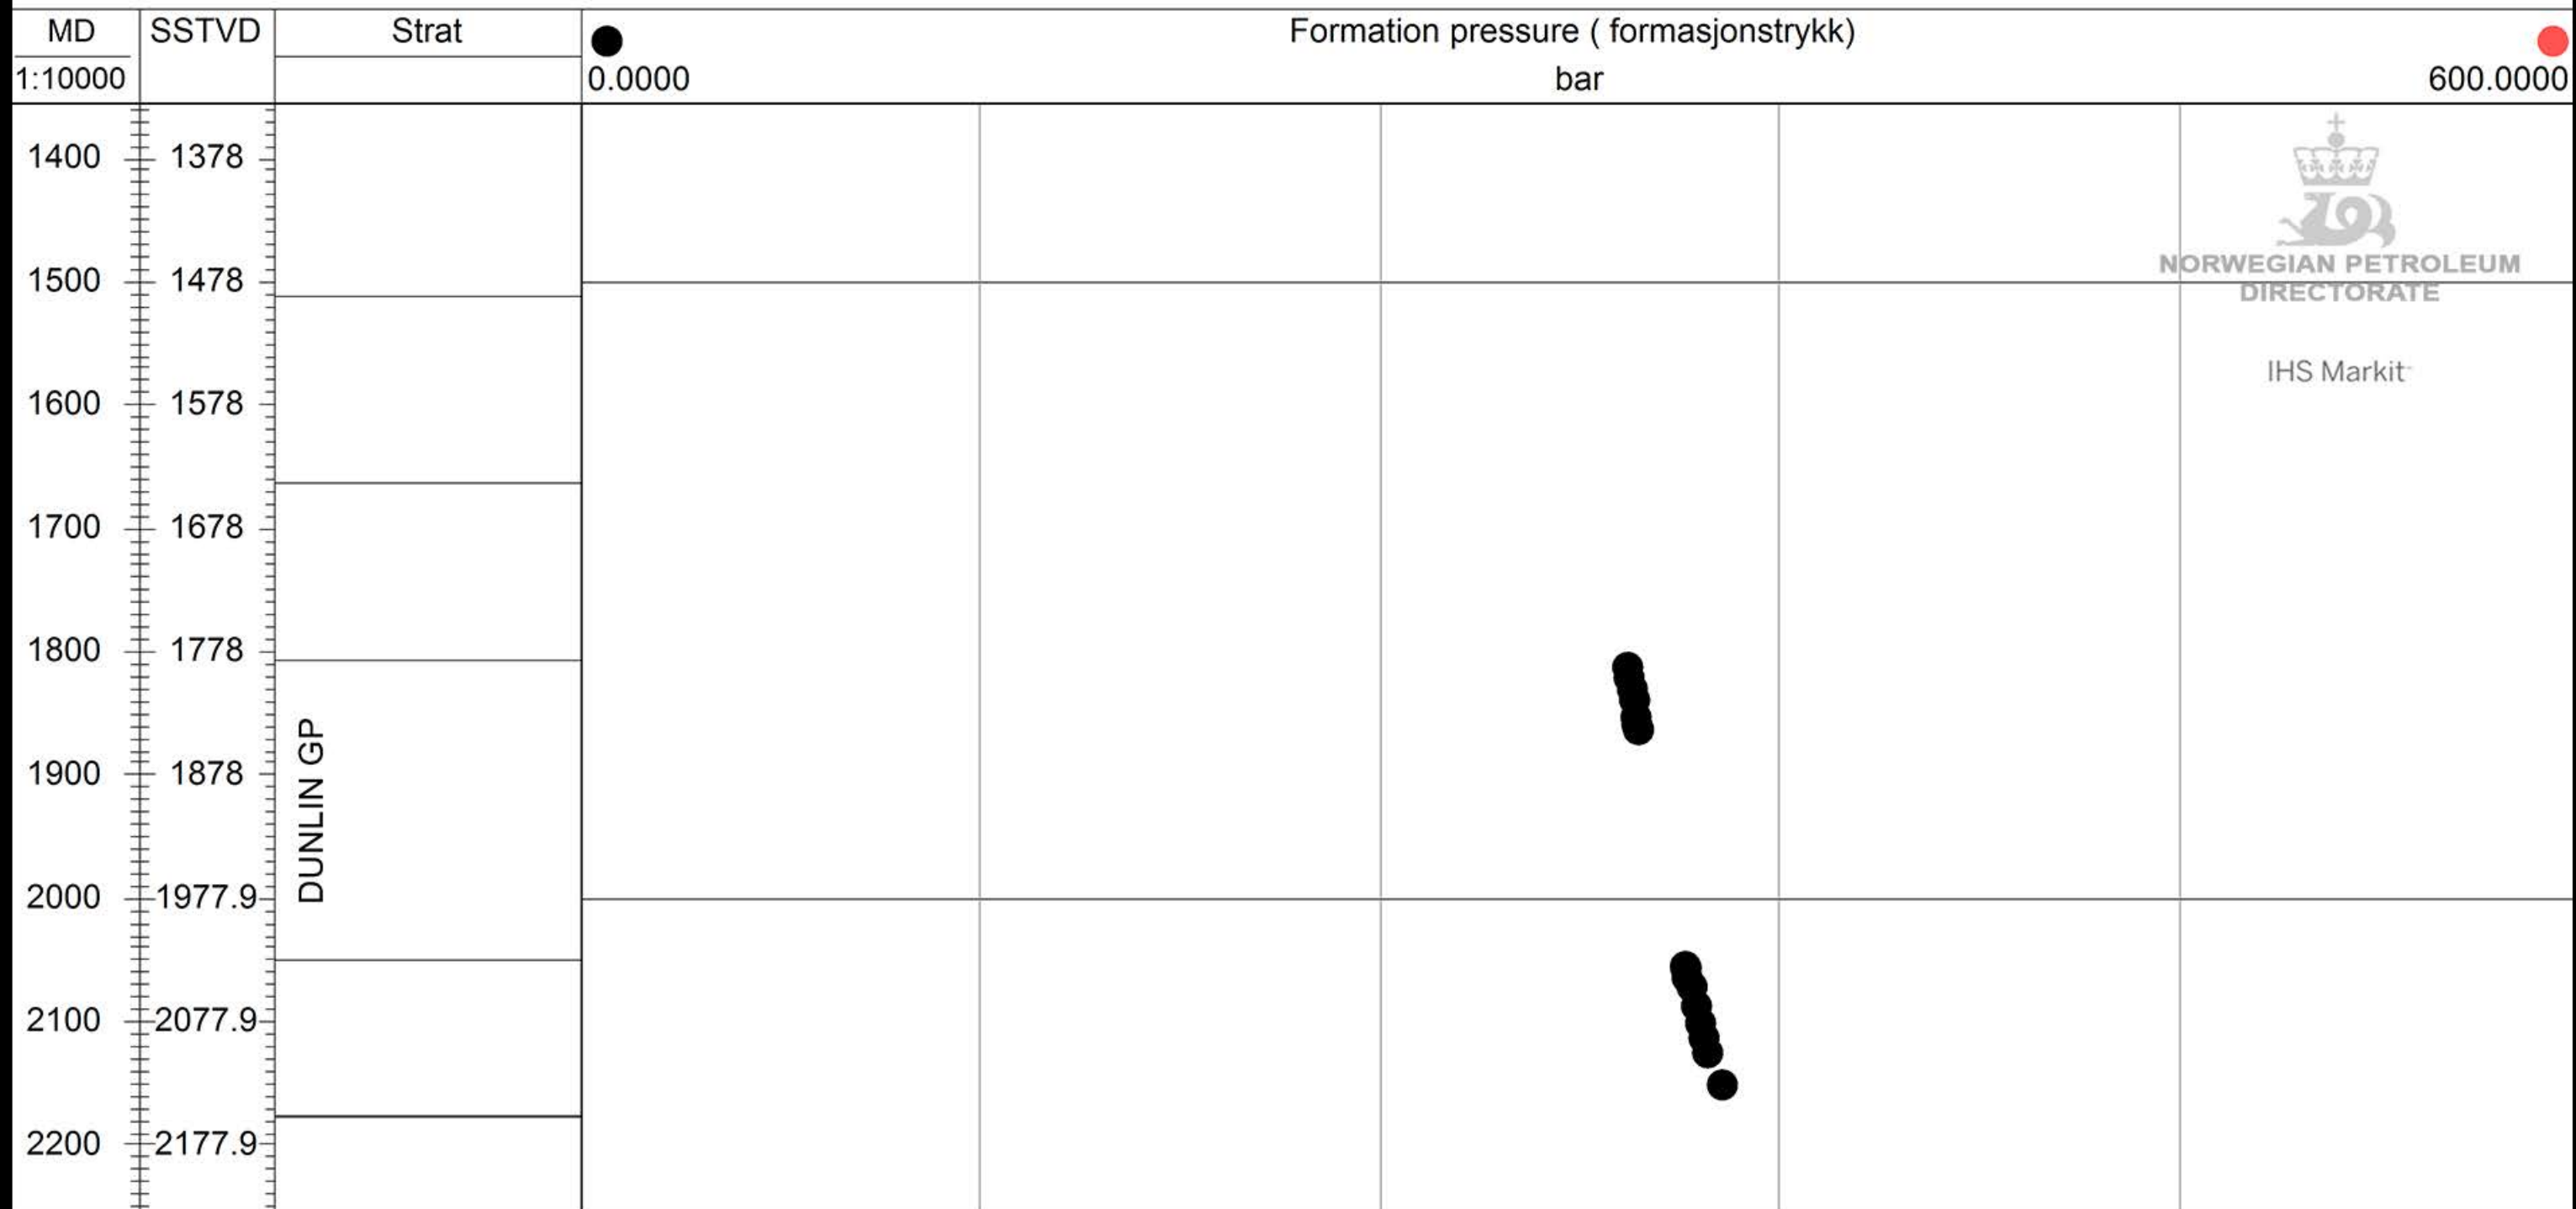 MD SSTVD Strat Formation pressure ( formasjonstrykk)
1:10000 0.0000 bar 600.0000
1400 1378
1500 1478
NORWEGIAN PETROLEUM
DIRECTORATE
IHS Markit
1600 1578
1700 1678
1800 1778
1900 1878
DUNLIN GP
2000 1977.9
2100 2077.9
2200 2177.9